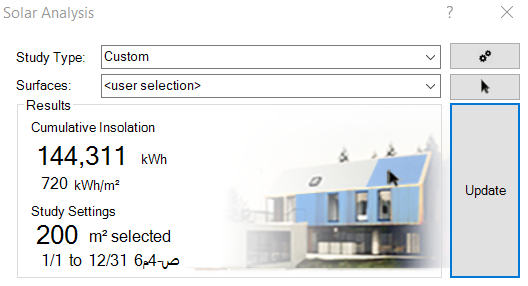 Solar Analysis ?
Study Type: Custom
Surfaces: <user selection>
Results
Cumulative Insolation
144,311 kWh
720 kWh/m²
Study Settings
200 m² selected
1/1 to 12/31 6ص-4م
Update